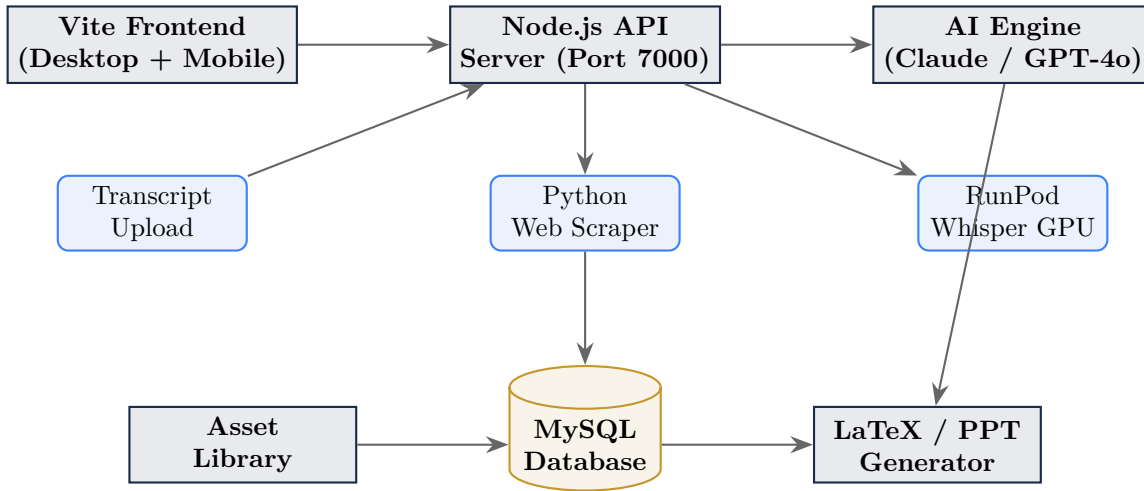 Vite Frontend
(Desktop + Mobile)
Node.js API
Server (Port 7000)
AI Engine
(Claude / GPT-4o)
Transcript
Upload
Python
Web Scraper
RunPod
Whisper GPU
Asset
Library
MySQL
Database
LaTeX / PPT
Generator